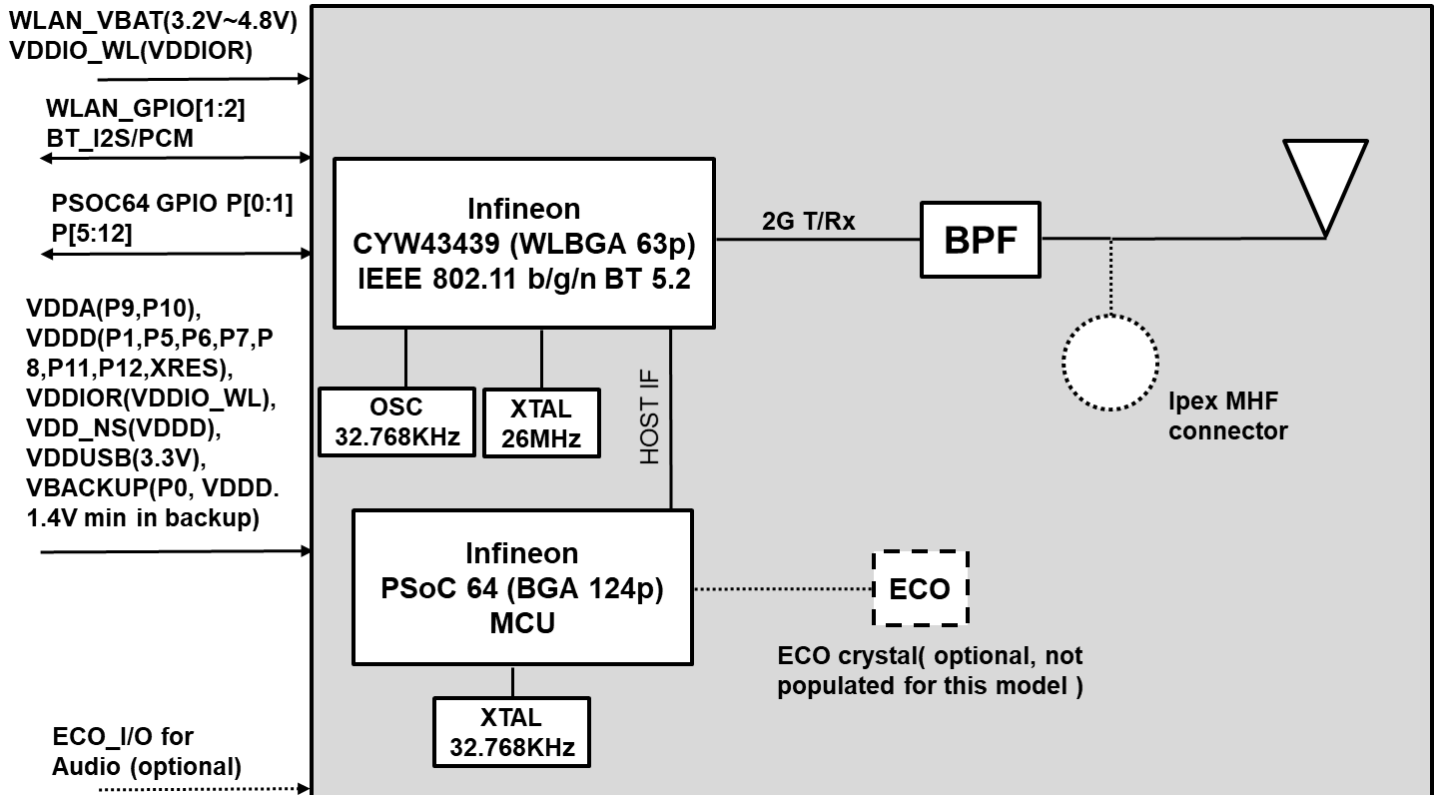 WLAN_VBAT(3.2V~4.8V)
VDDIO_WL(VDDIOR)
WLAN_GPIO[1:2]
BT_I2S/PCM
PSOC64 GPIO P[0:1]
P[5:12]
VDDA(P9,P10),
VDDD(P1,P5,P6,P7,P
8,P11,P12,XRES),
VDDIOR(VDDIO_WL),
VDD_NS(VDDD),
VDDUSB(3.3V),
VBACKUP(P0, VDDD.
1.4V min in backup)
ECO_I/O for
Audio (optional)
Infineon
CYW43439 (WLBGA 63p)
IEEE 802.11 b/g/n BT 5.2
2G T/Rx
BPF
Ipex MHF
connector
OSC
32.768KHz
XTAL
26MHz
HOST IF
Infineon
PSoC 64 (BGA 124p)
MCU
ECO
ECO crystal( optional, not
populated for this model )
XTAL
32.768KHz